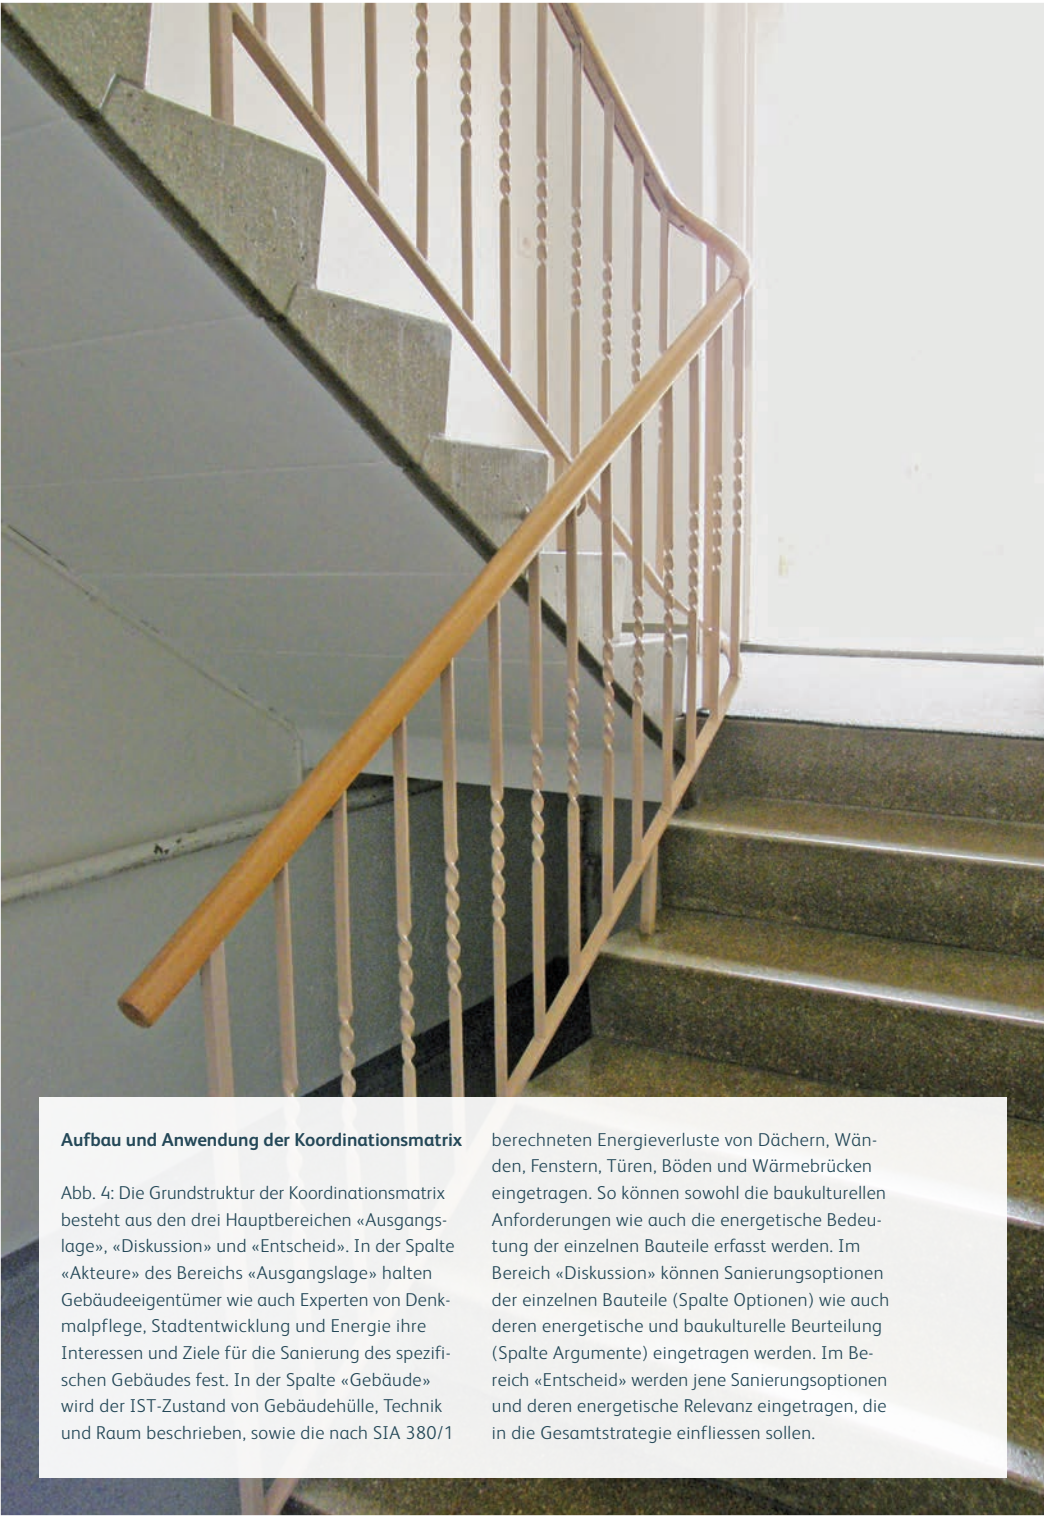 Aufbau und Anwendung der Koordinationsmatrix
Abb. 4: Die Grundstruktur der Koordinationsmatrix
besteht aus den drei Hauptbereichen «Ausgangs-
lage», «Diskussion» und «Entscheid». In der Spalte
«Akteure» des Bereichs «Ausgangslage» halten
Gebäudeeigentümer wie auch Experten von Denk-
malpflege, Stadtentwicklung und Energie ihre
Interessen und Ziele für die Sanierung des spezifi-
schen Gebäudes fest. In der Spalte «Gebäude»
wird der IST-Zustand von Gebäudehülle, Technik
und Raum beschrieben, sowie die nach SIA 380/1
berechneten Energieverluste von Dächern, Wän-
den, Fenstern, Türen, Böden und Wärmebrücken
eingetragen. So können sowohl die baukulturellen
Anforderungen wie auch die energetische Bedeu-
tung der einzelnen Bauteile erfasst werden. Im
Bereich «Diskussion» können Sanierungsoptionen
der einzelnen Bauteile (Spalte Optionen) wie auch
deren energetische und baukulturelle Beurteilung
(Spalte Argumente) eingetragen werden. Im Be-
reich «Entscheid» werden jene Sanierungsoptionen
und deren energetische Relevanz eingetragen, die
in die Gesamtstrategie einfliessen sollen.